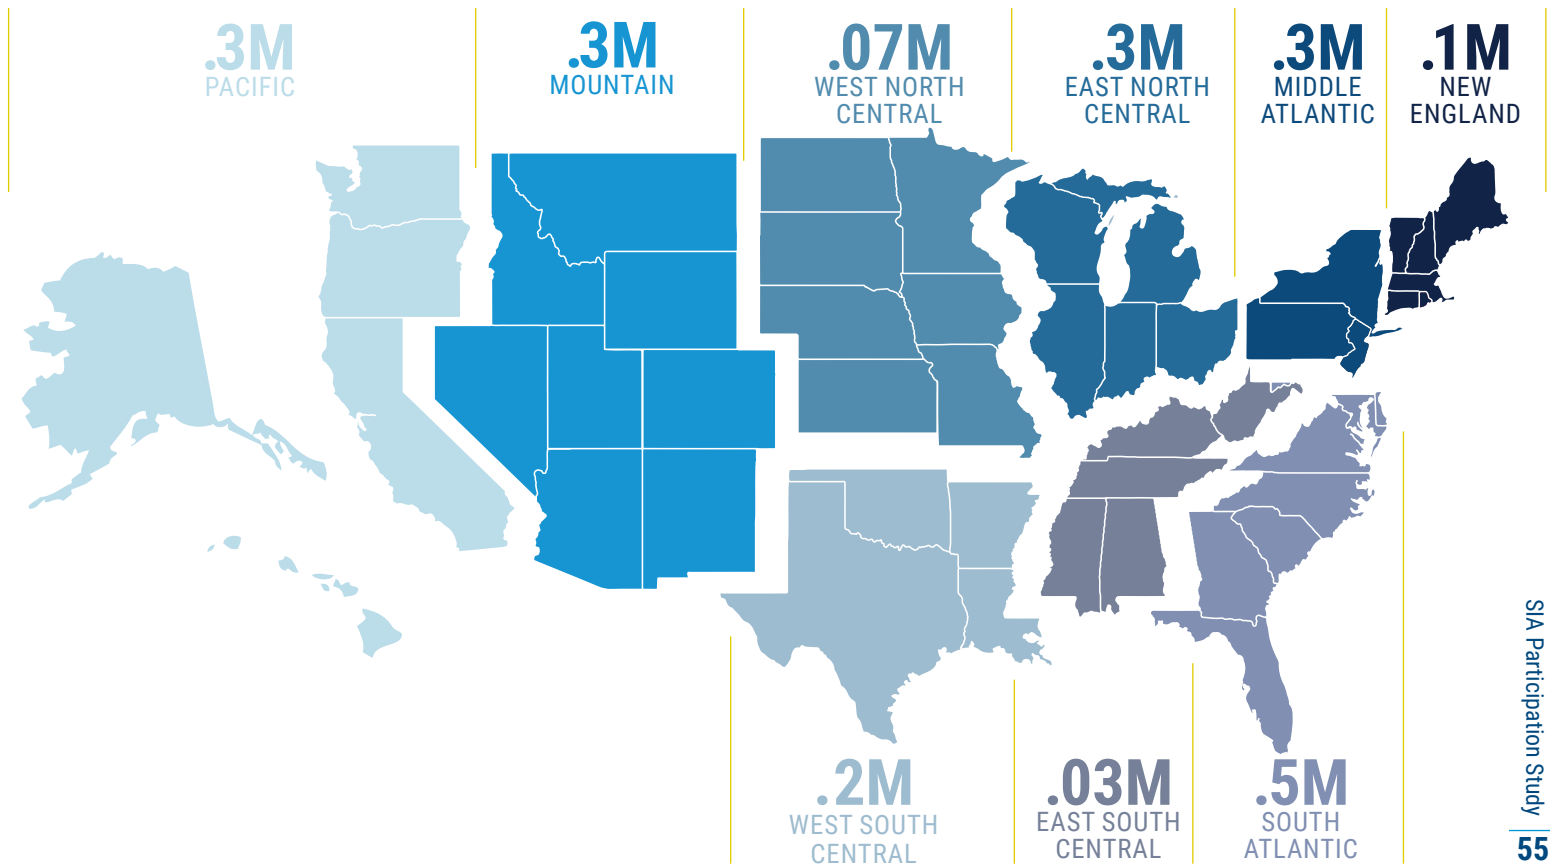 .3M
PACIFIC
.3M
MOUNTAIN
.07M
WEST NORTH
CENTRAL
.3M
EAST NORTH
CENTRAL
.3M
MIDDLE
ATLANTIC
.1M
NEW
ENGLAND
.2M
WEST SOUTH
CENTRAL
.03M
EAST SOUTH
CENTRAL
.5M
SOUTH
ATLANTIC
SIA Participation Study
55